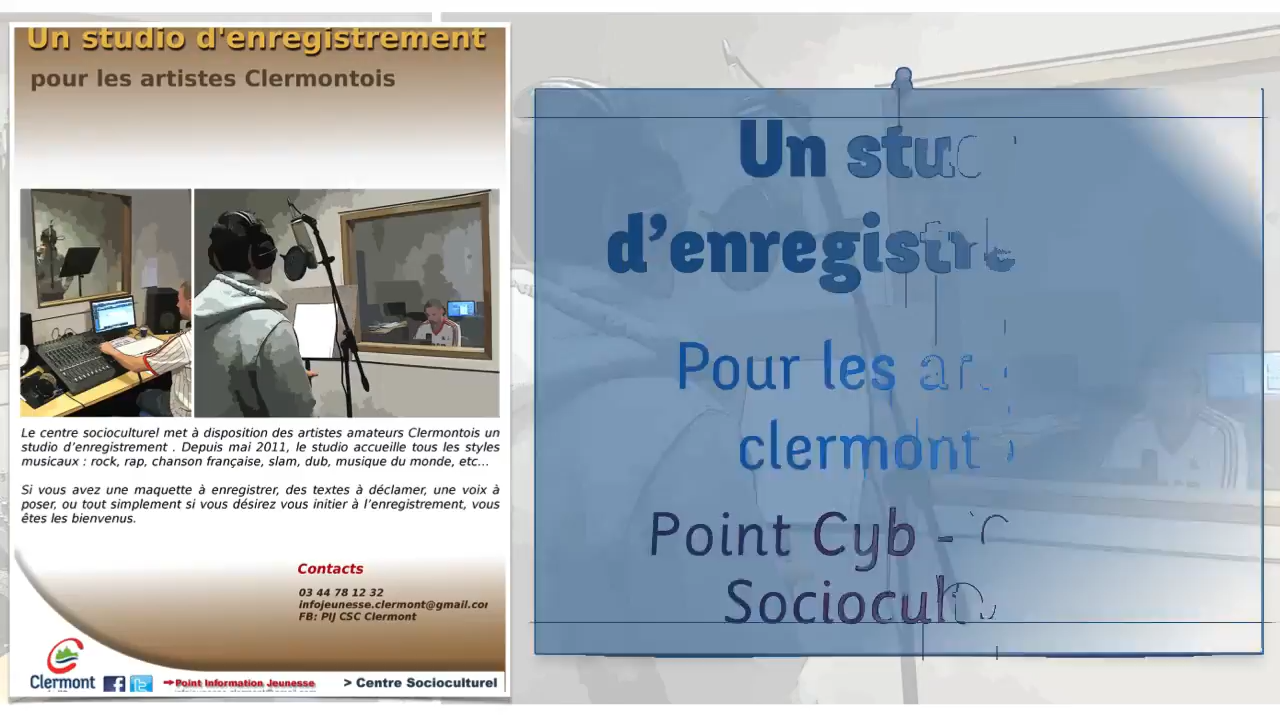 Un studio d'enregistrement
pour les artistes Clermontois
Le centre socioculturel met à disposition des artistes amateurs Clermontois un
studio d’enregistrement . Depuis mai 2011, le studio accueille tous les styles
musicaux : rock, rap, chanson française, slam, dub, musique du monde, etc...
Si vous avez une maquette à enregistrer, des textes à déclamer, une voix à
poser, ou tout simplement si vous désirez vous initier à l’enregistrement, vous
êtes les bienvenus.
Contacts
03 44 78 12 32
infojeunesse.clermont@gmail.co
FB: PIJ CSC Clermont
Clermont
Point Information Jeunesse
> Centre Socioculturel
Un
Pour les
Point Cyb -